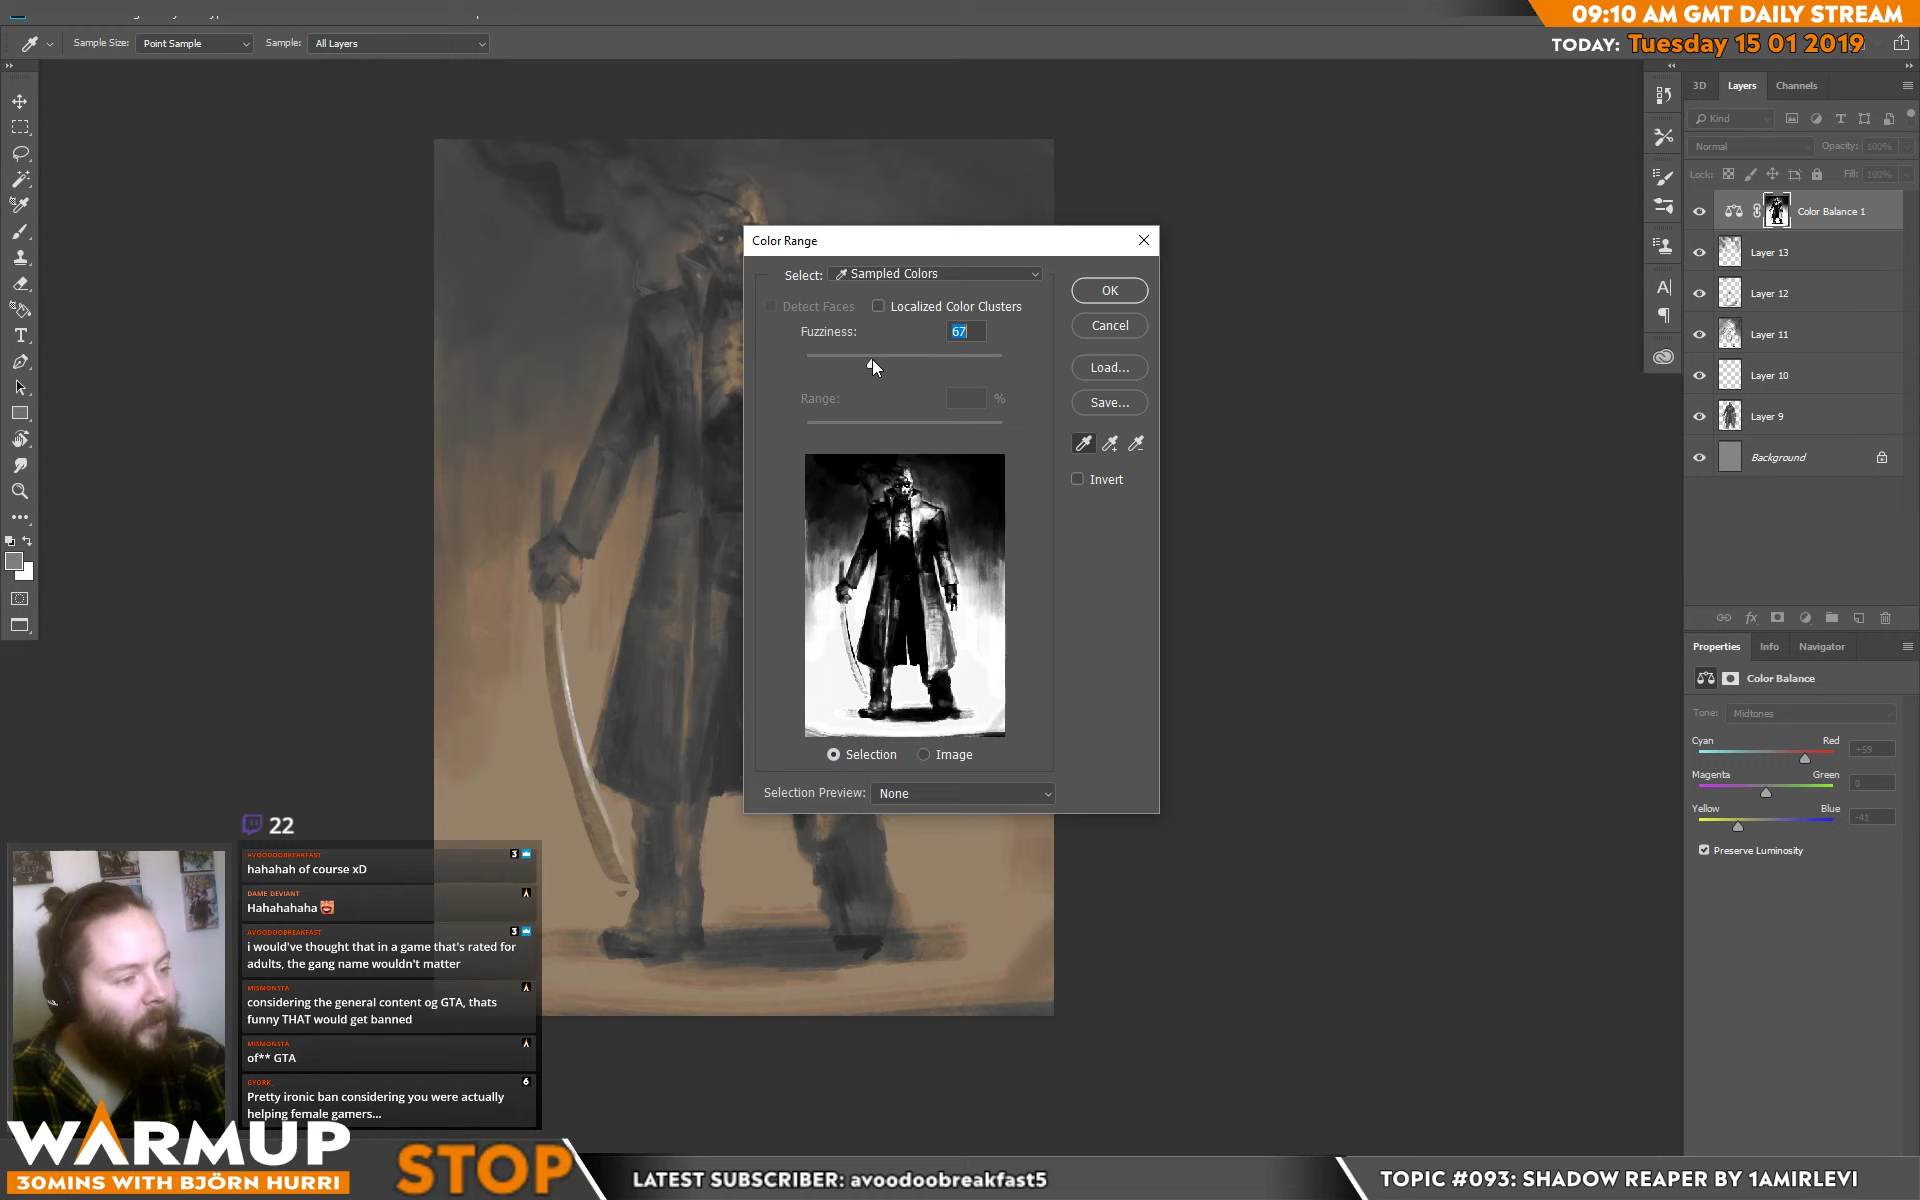 09:10 AM GMT DAILY STREAM
TODAY: Tuesday 15 01 2019
Sample Size: Point Sample Sample: All Layers
3D Layers Channels
Kind
Normal Opacity: 100%
Lock: Fill: 100%
Color Balance 1
Layer 13
Layer 12
Layer 11
Layer 10
Layer 9
Background
Properties Info Navigator
Color Balance
Tone: Midtones
Cyan Red +59
Magenta Green 0
Yellow Blue -41
Preserve Luminosity
Color Range
Select: Sampled Colors
Detect Faces Localized Color Clusters
Fuzziness: 67
Range: %
OK
Cancel
Load...
Save...
Invert
Selection Image
Selection Preview: None
22
AVOODOOBREAKFAST 3
hahahah of course xD
DAME_DEVIANT
Hahahahaha
AVOODOOBREAKFAST 3
i would've thought that in a game that's rated for
adults, the gang name wouldn't matter
MISMONSTA
considering the general content og GTA, thats
funny THAT would get banned
MISMONSTA
of** GTA
GYORK_ 6
Pretty ironic ban considering you were actually
helping female gamers...
WARMUP
30MINS WITH BJÖRN HURRI
STOP
LATEST SUBSCRIBER: avoodoobreakfast5
TOPIC #093: SHADOW REAPER BY 1AMIRLEVI